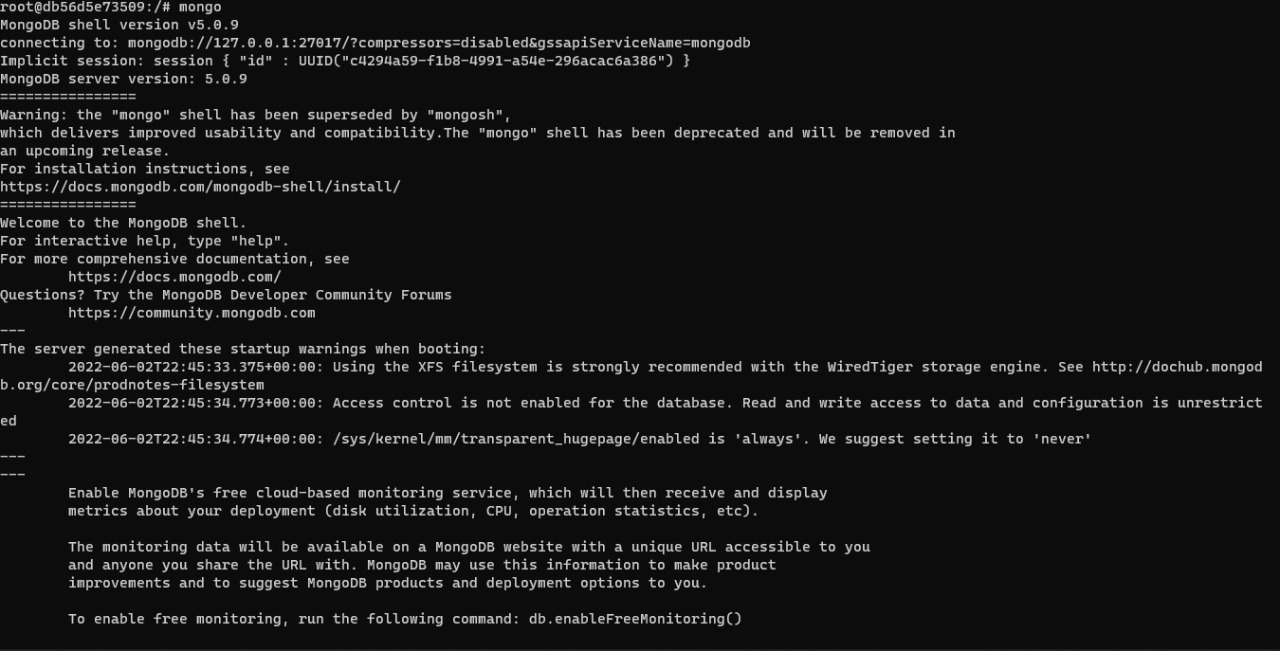 root@db56d5e73509:/# mongo
MongoDB shell version v5.0.9
connecting to: mongodb://127.0.0.1:27017/?compressors=disabled&gssapiServiceName=mongodb
Implicit session: session { "id" : UUID("c4294a59-f1b8-4991-a54e-296acac6a386") }
MongoDB server version: 5.0.9
================
Warning: the "mongo" shell has been superseded by "mongosh",
which delivers improved usability and compatibility.The "mongo" shell has been deprecated and will be removed in
an upcoming release.
For installation instructions, see
https://docs.mongodb.com/mongodb-shell/install/
================
Welcome to the MongoDB shell.
For interactive help, type "help".
For more comprehensive documentation, see
        https://docs.mongodb.com/
Questions? Try the MongoDB Developer Community Forums
        https://community.mongodb.com
---
The server generated these startup warnings when booting:
        2022-06-02T22:45:33.375+00:00: Using the XFS filesystem is strongly recommended with the WiredTiger storage engine. See http://dochub.mongod
b.org/core/prodnotes-filesystem
        2022-06-02T22:45:34.773+00:00: Access control is not enabled for the database. Read and write access to data and configuration is unrestrict
ed
        2022-06-02T22:45:34.774+00:00: /sys/kernel/mm/transparent_hugepage/enabled is 'always'. We suggest setting it to 'never'
---
---
        Enable MongoDB's free cloud-based monitoring service, which will then receive and display
        metrics about your deployment (disk utilization, CPU, operation statistics, etc).

        The monitoring data will be available on a MongoDB website with a unique URL accessible to you
        and anyone you share the URL with. MongoDB may use this information to make product
        improvements and to suggest MongoDB products and deployment options to you.

        To enable free monitoring, run the following command: db.enableFreeMonitoring()